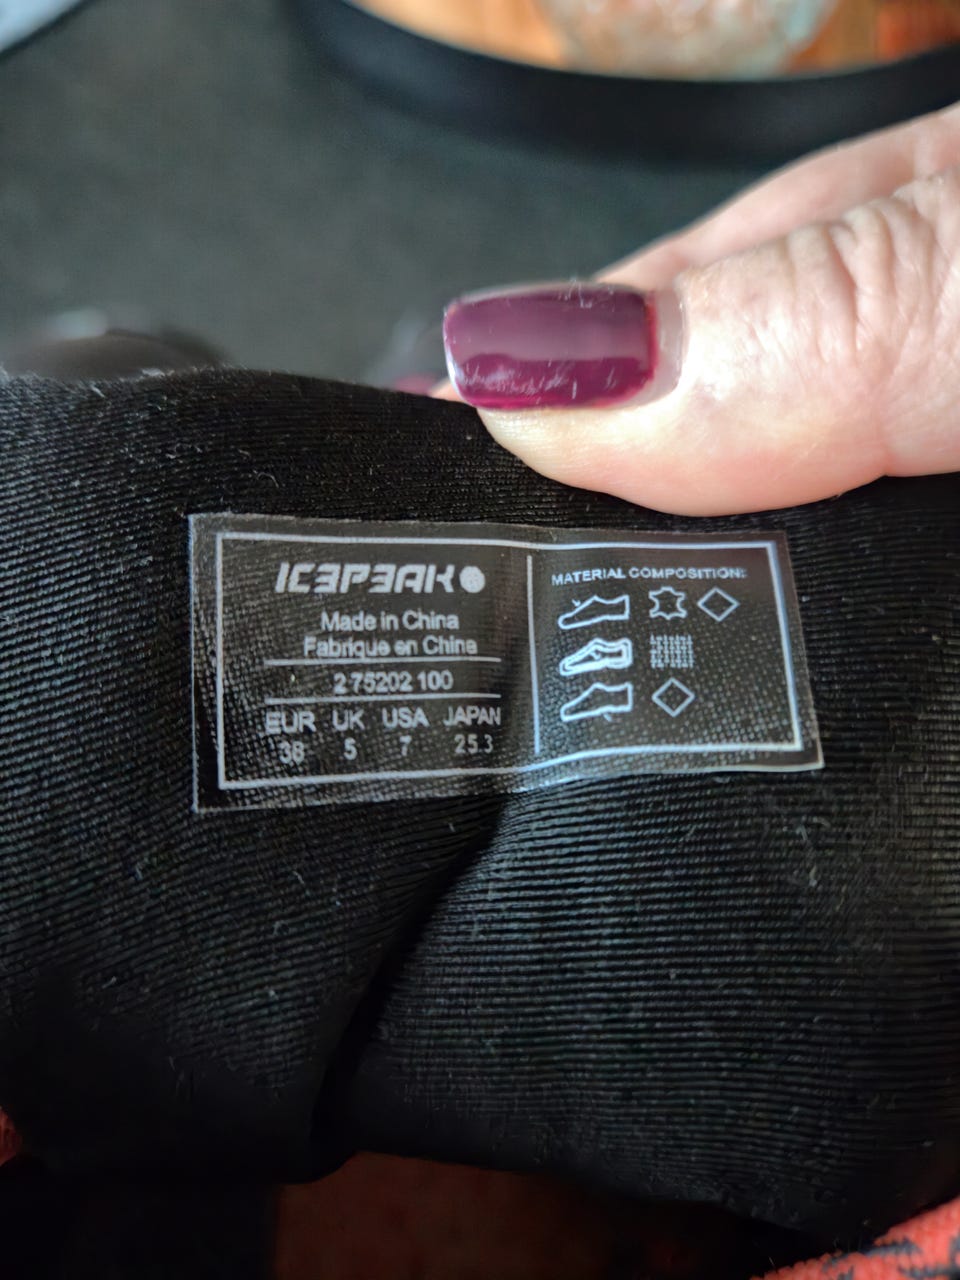 ICEPEAK
Made in China
Fabrique en China
2 75202 100
EUR UK USA JAPAN
38 5 7 25.3
MATERIAL COMPOSITION: